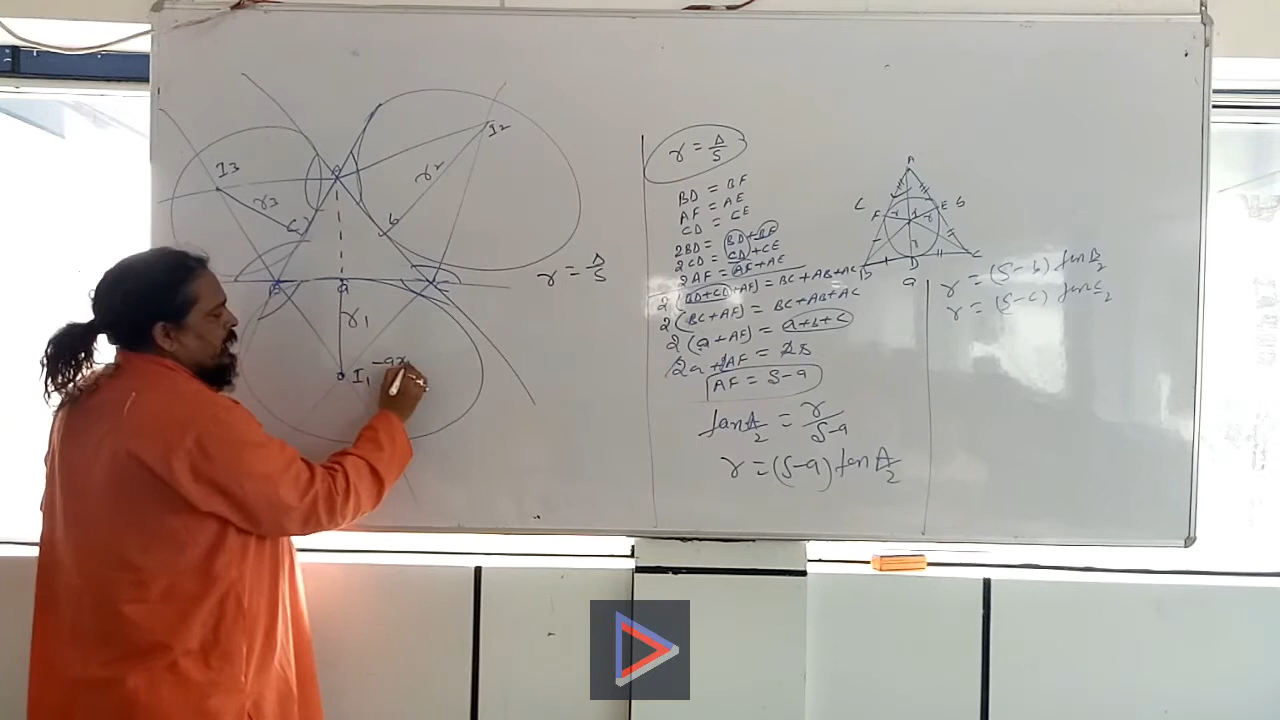 I2
I3
r2
r3
C
b
B
a
C
r1
I1 -ax
r = Δ/S
r = Δ/S
BD = BF
AF = AE
CD = CE
2BD = BD+BF
2CD = CD+CE
2AF = AF+AE
2(BD+CD+AF) = BC+AB+AC
2(BC+AF) = BC+AB+AC
2(a+AF) = a+b+c
2a+2AF = 2s
AF = S-a
tan A/2 = r/S-a
r = (S-a) tan A/2
A
C
F
E
b
r
r
r
B
D
C
a
r = (S-b) tan B/2
r = (S-c) tan C/2